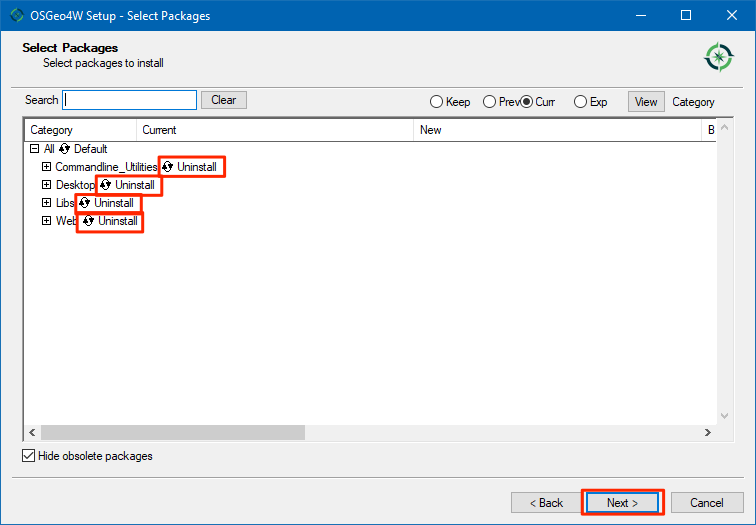 OSGeo4W Setup - Select Packages
Select Packages
Select packages to install
Search Clear Keep Prev Curr Exp View Category
Category Current New B
All Default
Commandline_Utilities Uninstall
Desktop Uninstall
Libs Uninstall
Web Uninstall
Hide obsolete packages
< Back Next > Cancel